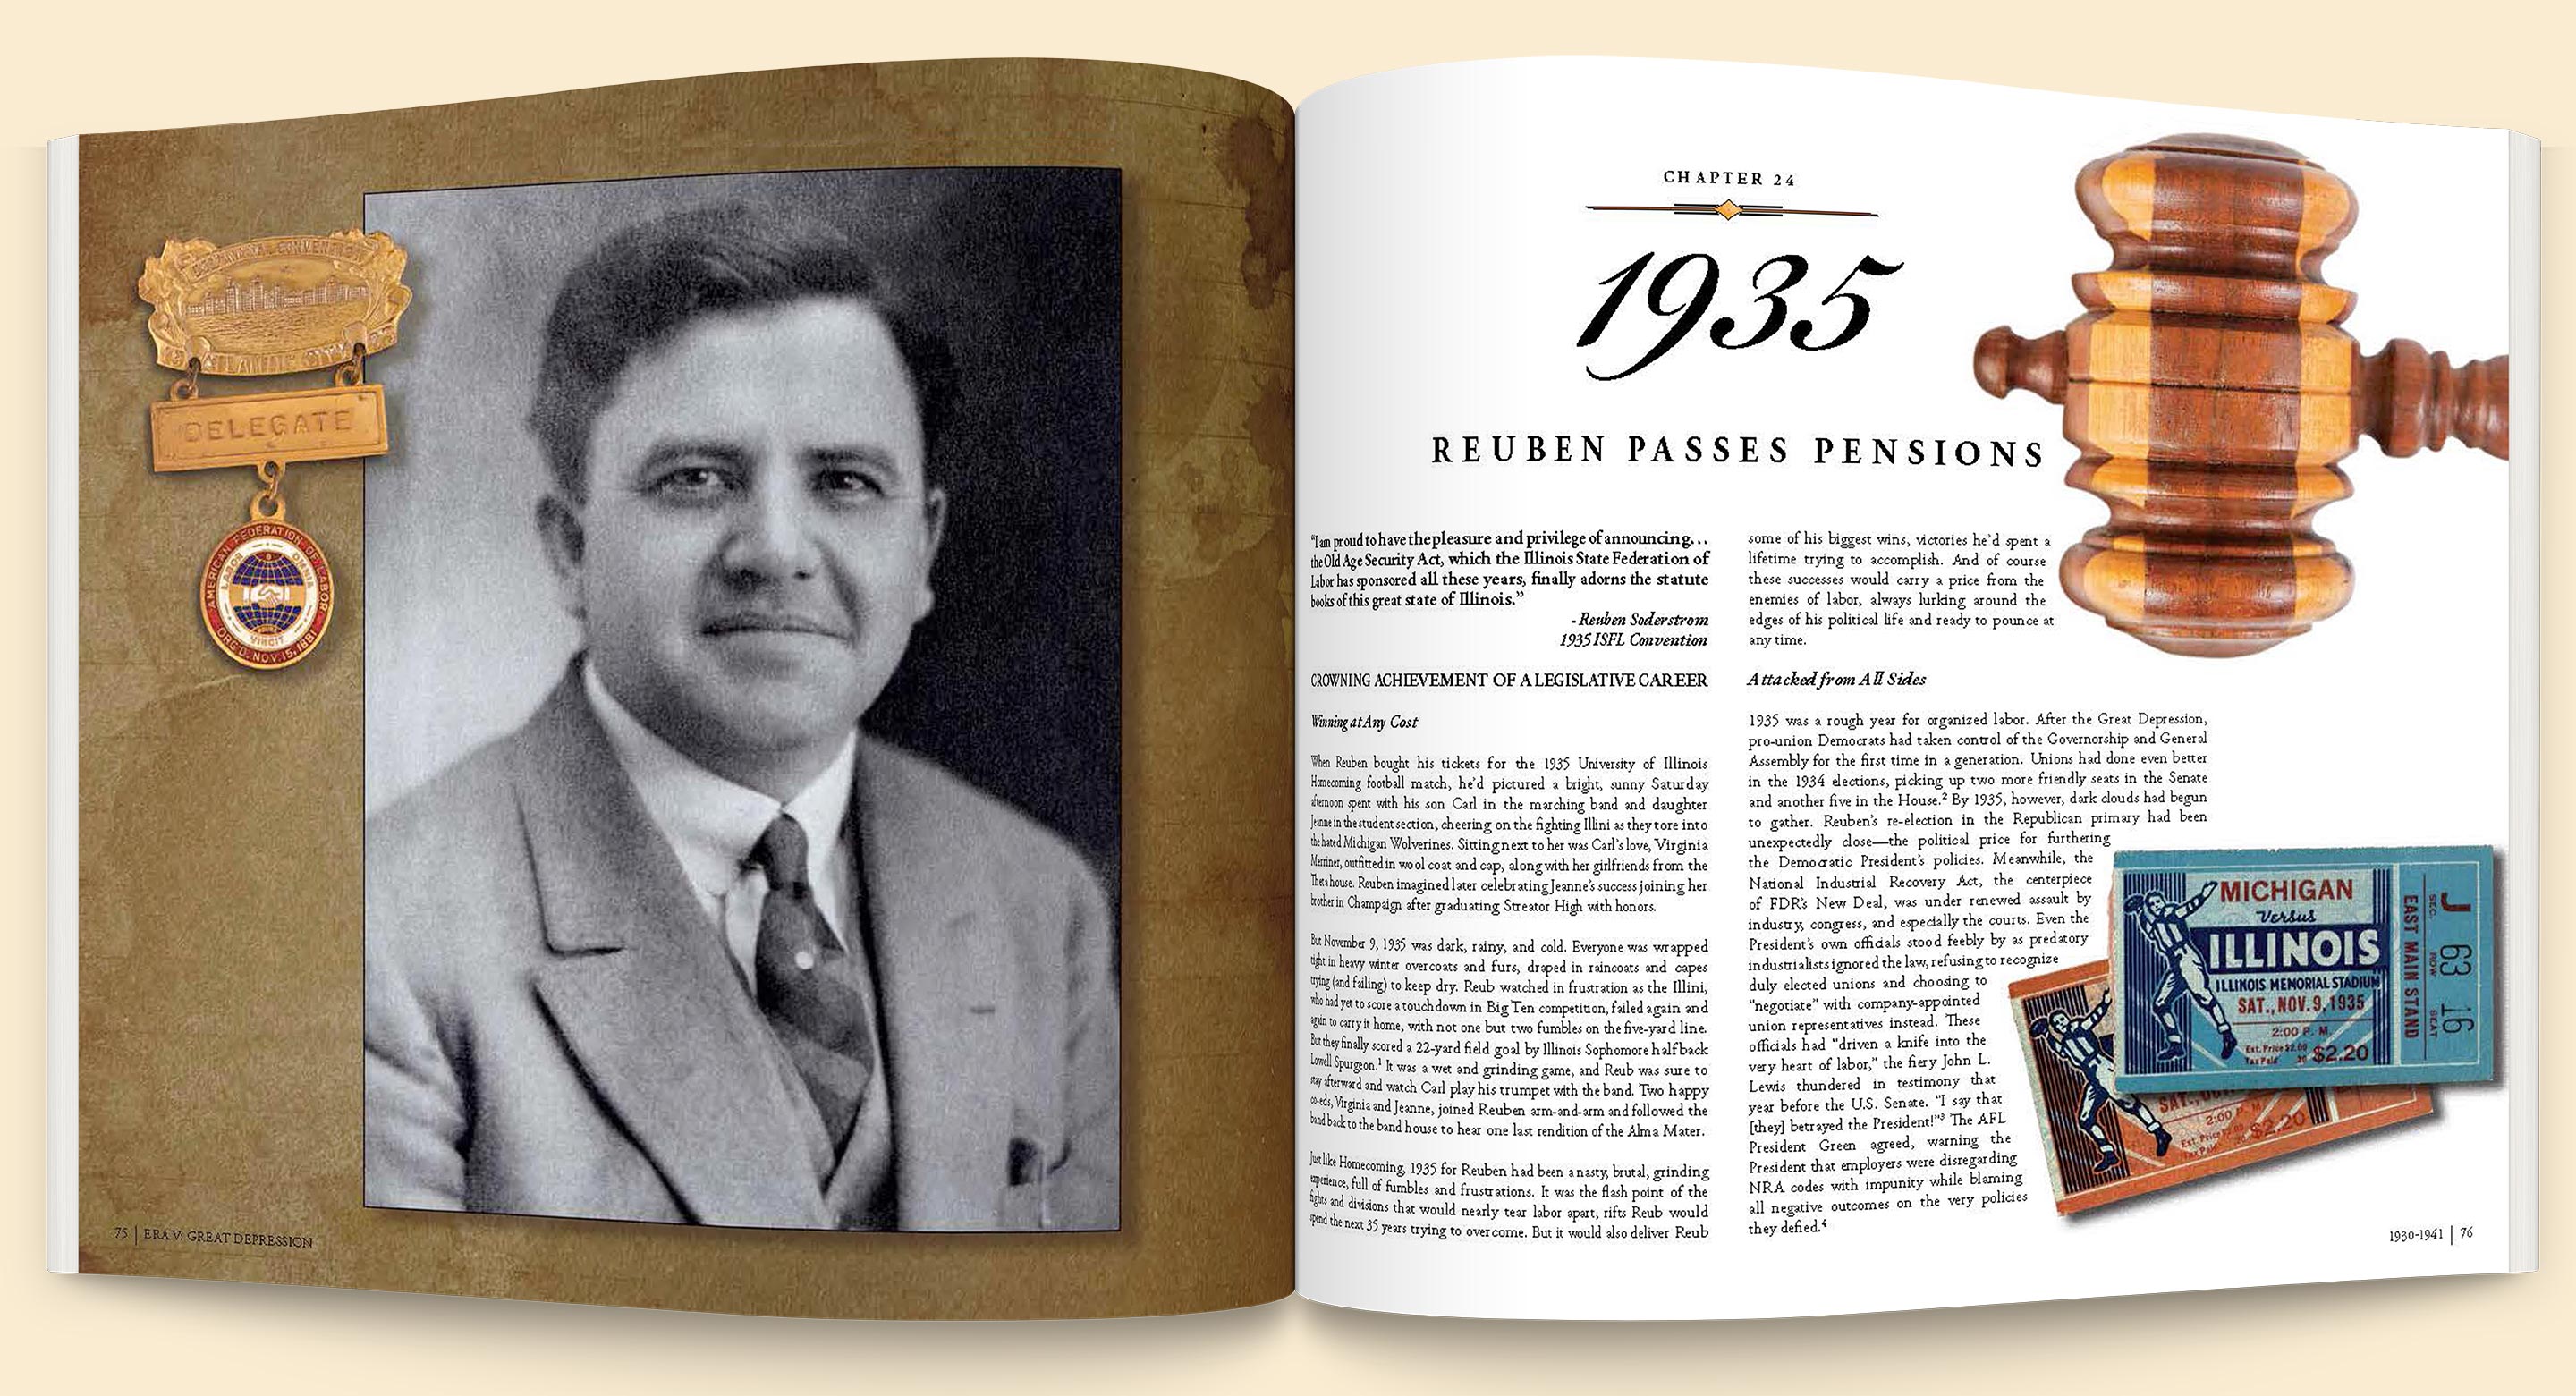 ATLANTIC CITY
DELEGATE
AMERICAN FEDERATION OF LABOR
LABOR OMNIA
VINCIT
ORG'D. NOV. 15, 1881
75 | ERA V: GREAT DEPRESSION
CHAPTER 24
1935
REUBEN PASSES PENSIONS
“I am proud to have the pleasure and privilege of announcing...
the Old Age Security Act, which the Illinois State Federation of
Labor has sponsored all these years, finally adorns the statute
books of this great state of Illinois.”
- Reuben Soderstrom
1935 ISFL Convention
CROWNING ACHIEVEMENT OF A LEGISLATIVE CAREER
Winning at Any Cost
When Reuben bought his tickets for the 1935 University of Illinois
Homecoming football match, he’d pictured a bright, sunny Saturday
afternoon spent with his son Carl in the marching band and daughter
Jeanne in the student section, cheering on the fighting Illini as they tore into
the hated Michigan Wolverines. Sitting next to her was Carl’s love, Virginia
Merriner, outfitted in wool coat and cap, along with her girlfriends from the
Theta house. Reuben imagined later celebrating Jeanne’s success joining her
brother in Champaign after graduating Streator High with honors.
But November 9, 1935 was dark, rainy, and cold. Everyone was wrapped
tight in heavy winter overcoats and furs, draped in raincoats and capes
trying (and failing) to keep dry. Reub watched in frustration as the Illini,
who had yet to score a touchdown in Big Ten competition, failed again and
again to carry it home, with not one but two fumbles on the five-yard line.
But they finally scored a 22-yard field goal by Illinois Sophomore halfback
Lowell Spurgeon.¹ It was a wet and grinding game, and Reub was sure to
stay afterward and watch Carl play his trumpet with the band. Two happy
co-eds, Virginia and Jeanne, joined Reuben arm-and-arm and followed the
band back to the band house to hear one last rendition of the Alma Mater.
Just like Homecoming, 1935 for Reuben had been a nasty, brutal, grinding
experience, full of fumbles and frustrations. It was the flash point of the
fights and divisions that would nearly tear labor apart, rifts Reub would
spend the next 35 years trying to overcome. But it would also deliver Reub
some of his biggest wins, victories he’d spent a
lifetime trying to accomplish. And of course
these successes would carry a price from the
enemies of labor, always lurking around the
edges of his political life and ready to pounce at
any time.
Attacked from All Sides
1935 was a rough year for organized labor. After the Great Depression,
pro-union Democrats had taken control of the Governorship and General
Assembly for the first time in a generation. Unions had done even better
in the 1934 elections, picking up two more friendly seats in the Senate
and another five in the House.² By 1935, however, dark clouds had begun
to gather. Reuben’s re-election in the Republican primary had been
unexpectedly close—the political price for furthering
the Democratic President’s policies. Meanwhile, the
National Industrial Recovery Act, the centerpiece
of FDR’s New Deal, was under renewed assault by
industry, congress, and especially the courts. Even the
President’s own officials stood feebly by as predatory
industrialists ignored the law, refusing to recognize
duly elected unions and choosing to
“negotiate” with company-appointed
union representatives instead. These
officials had “driven a knife into the
very heart of labor,” the fiery John L.
Lewis thundered in testimony that
year before the U.S. Senate. “I say that
[they] betrayed the President!”³ The AFL
President Green agreed, warning the
President that employers were disregarding
NRA codes with impunity while blaming
all negative outcomes on the very policies
they defied.⁴
MICHIGAN
Versus
ILLINOIS
ILLINOIS MEMORIAL STADIUM
SAT., NOV. 9, 1935
2:00 P. M.
Est. Price $2.00
Tax Paid .20 $2.20
EAST MAIN STAND
SEC. ROW SEAT
J 63 16
SAT.,
2:00 P. M.
Est. Price
Tax Paid $2.20
1930-1941 | 76